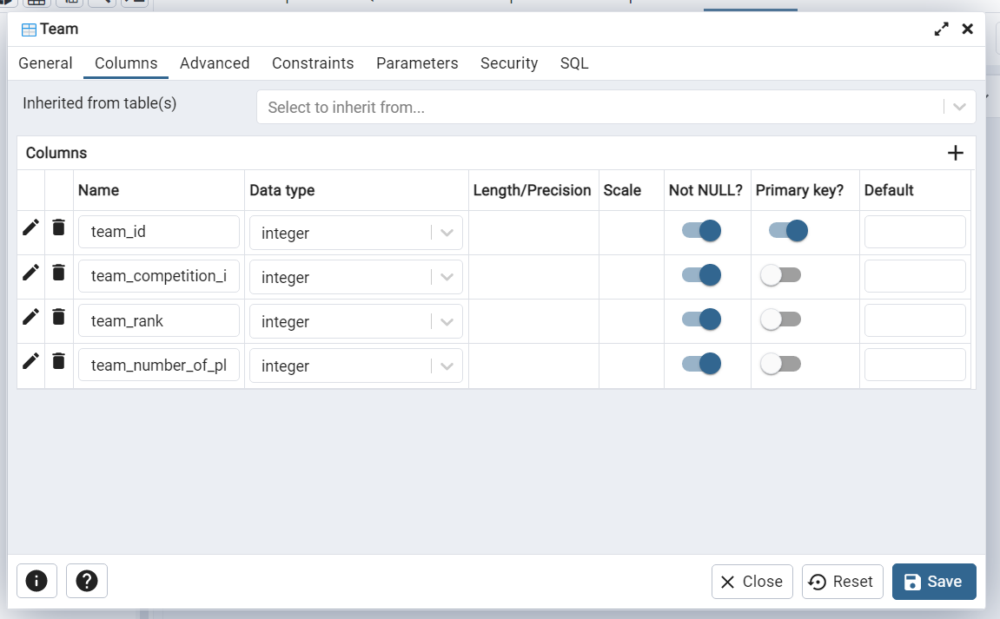 Team
General Columns Advanced Constraints Parameters Security SQL
Inherited from table(s) Select to inherit from...
Columns
Name Data type Length/Precision Scale Not NULL? Primary key? Default
team_id integer
team_competition_i integer
team_rank integer
team_number_of_pl integer
Close Reset Save